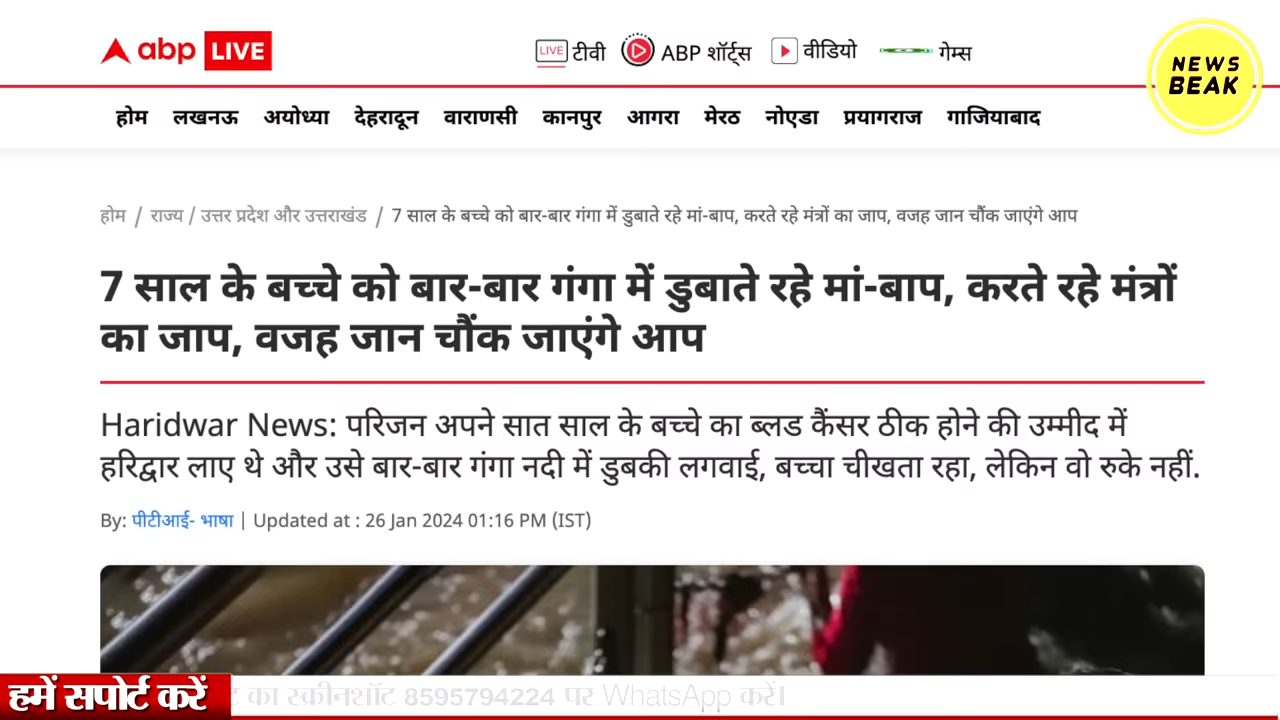 abp LIVE
LIVE टीवी ABP शॉर्ट्स वीडियो गेम्स
NEWS
BEAK
होम लखनऊ अयोध्या देहरादून वाराणसी कानपुर आगरा मेरठ नोएडा प्रयागराज गाजियाबाद
होम / राज्य / उत्तर प्रदेश और उत्तराखंड / 7 साल के बच्चे को बार-बार गंगा में डुबाते रहे मां-बाप, करते रहे मंत्रों का जाप, वजह जान चौंक जाएंगे आप
7 साल के बच्चे को बार-बार गंगा में डुबाते रहे मां-बाप, करते रहे मंत्रों
का जाप, वजह जान चौंक जाएंगे आप
Haridwar News: परिजन अपने सात साल के बच्चे का ब्लड कैंसर ठीक होने की उम्मीद में
हरिद्वार लाए थे और उसे बार-बार गंगा नदी में डुबकी लगवाई, बच्चा चीखता रहा, लेकिन वो रुके नहीं.
By: पीटीआई- भाषा | Updated at : 26 Jan 2024 01:16 PM (IST)
हमें सपोर्ट करें का स्क्रीनशॉट 8595794224 पर WhatsApp करें।